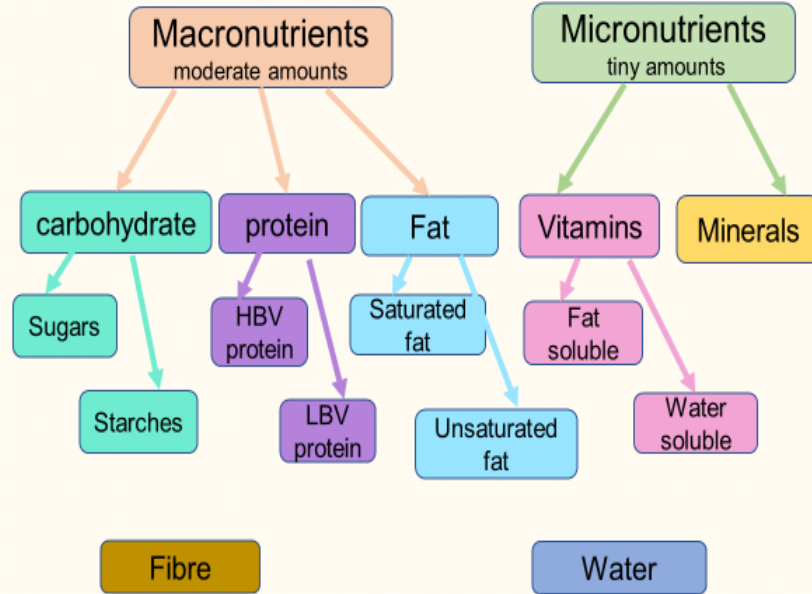 Macronutrients
moderate amounts
Micronutrients
tiny amounts
carbohydrate
protein
Fat
Vitamins
Minerals
Sugars
HBV
protein
Saturated
fat
Fat
soluble
Starches
LBV
protein
Unsaturated
fat
Water
soluble
Fibre
Water